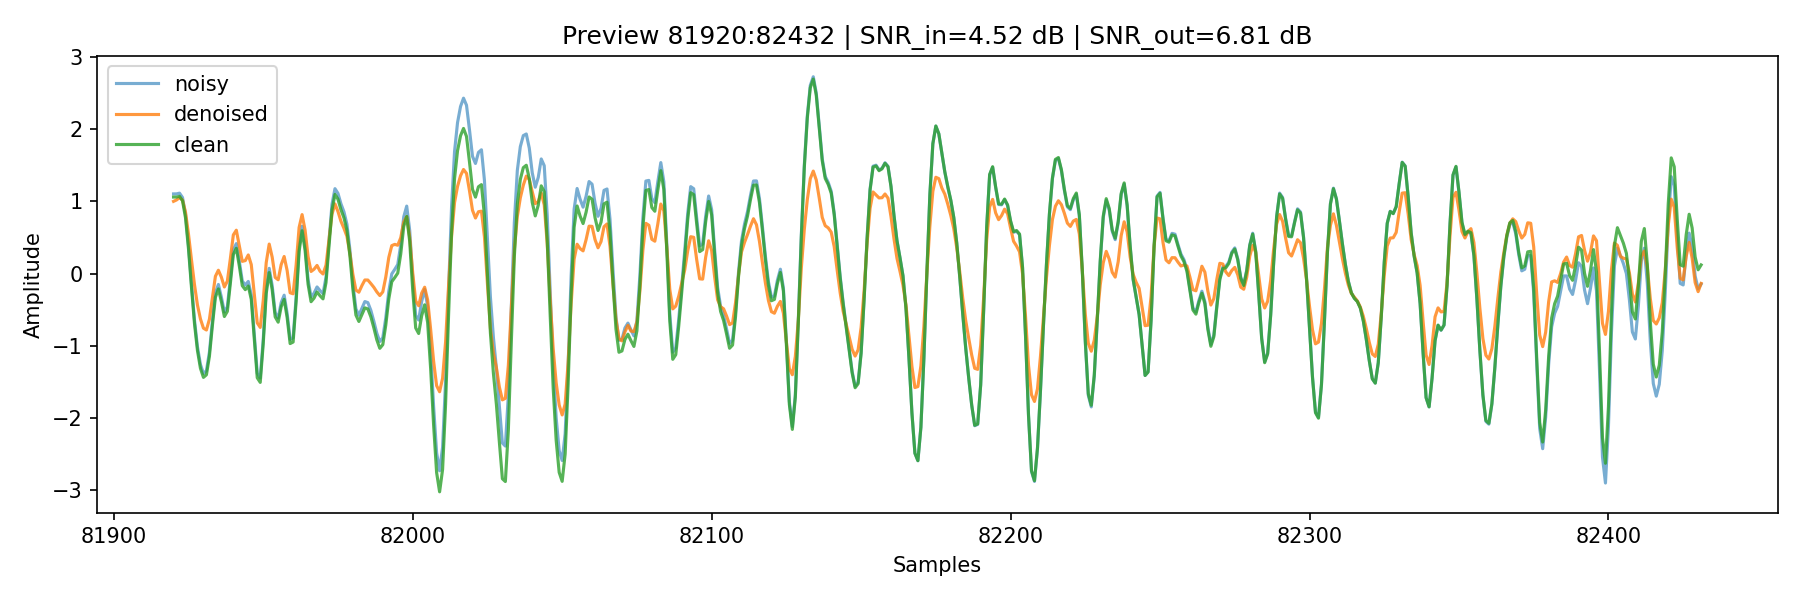 Preview 81920:82432 | SNR_in=4.52 dB | SNR_out=6.81 dB
noisy
denoised
clean
3
2
1
0
−1
−2
−3
Amplitude
81900
82000
82100
82200
82300
82400
Samples